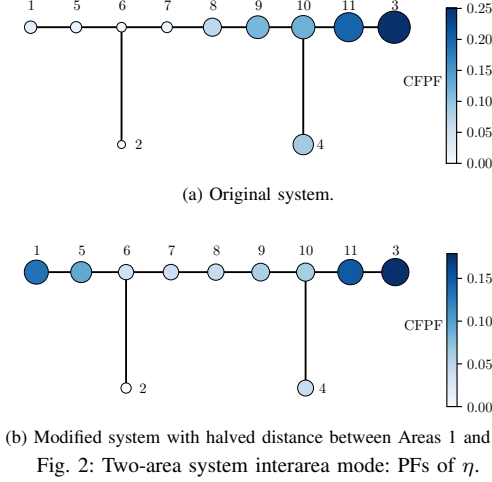 1 5 6 7 8 9 10 11 3
2 4
CFPF
0.25
0.20
0.15
0.10
0.05
0.00
(a) Original system.
1 5 6 7 8 9 10 11 3
2 4
CFPF
0.15
0.10
0.05
0.00
(b) Modified system with halved distance between Areas 1 and
Fig. 2: Two-area system interarea mode: PFs of η.